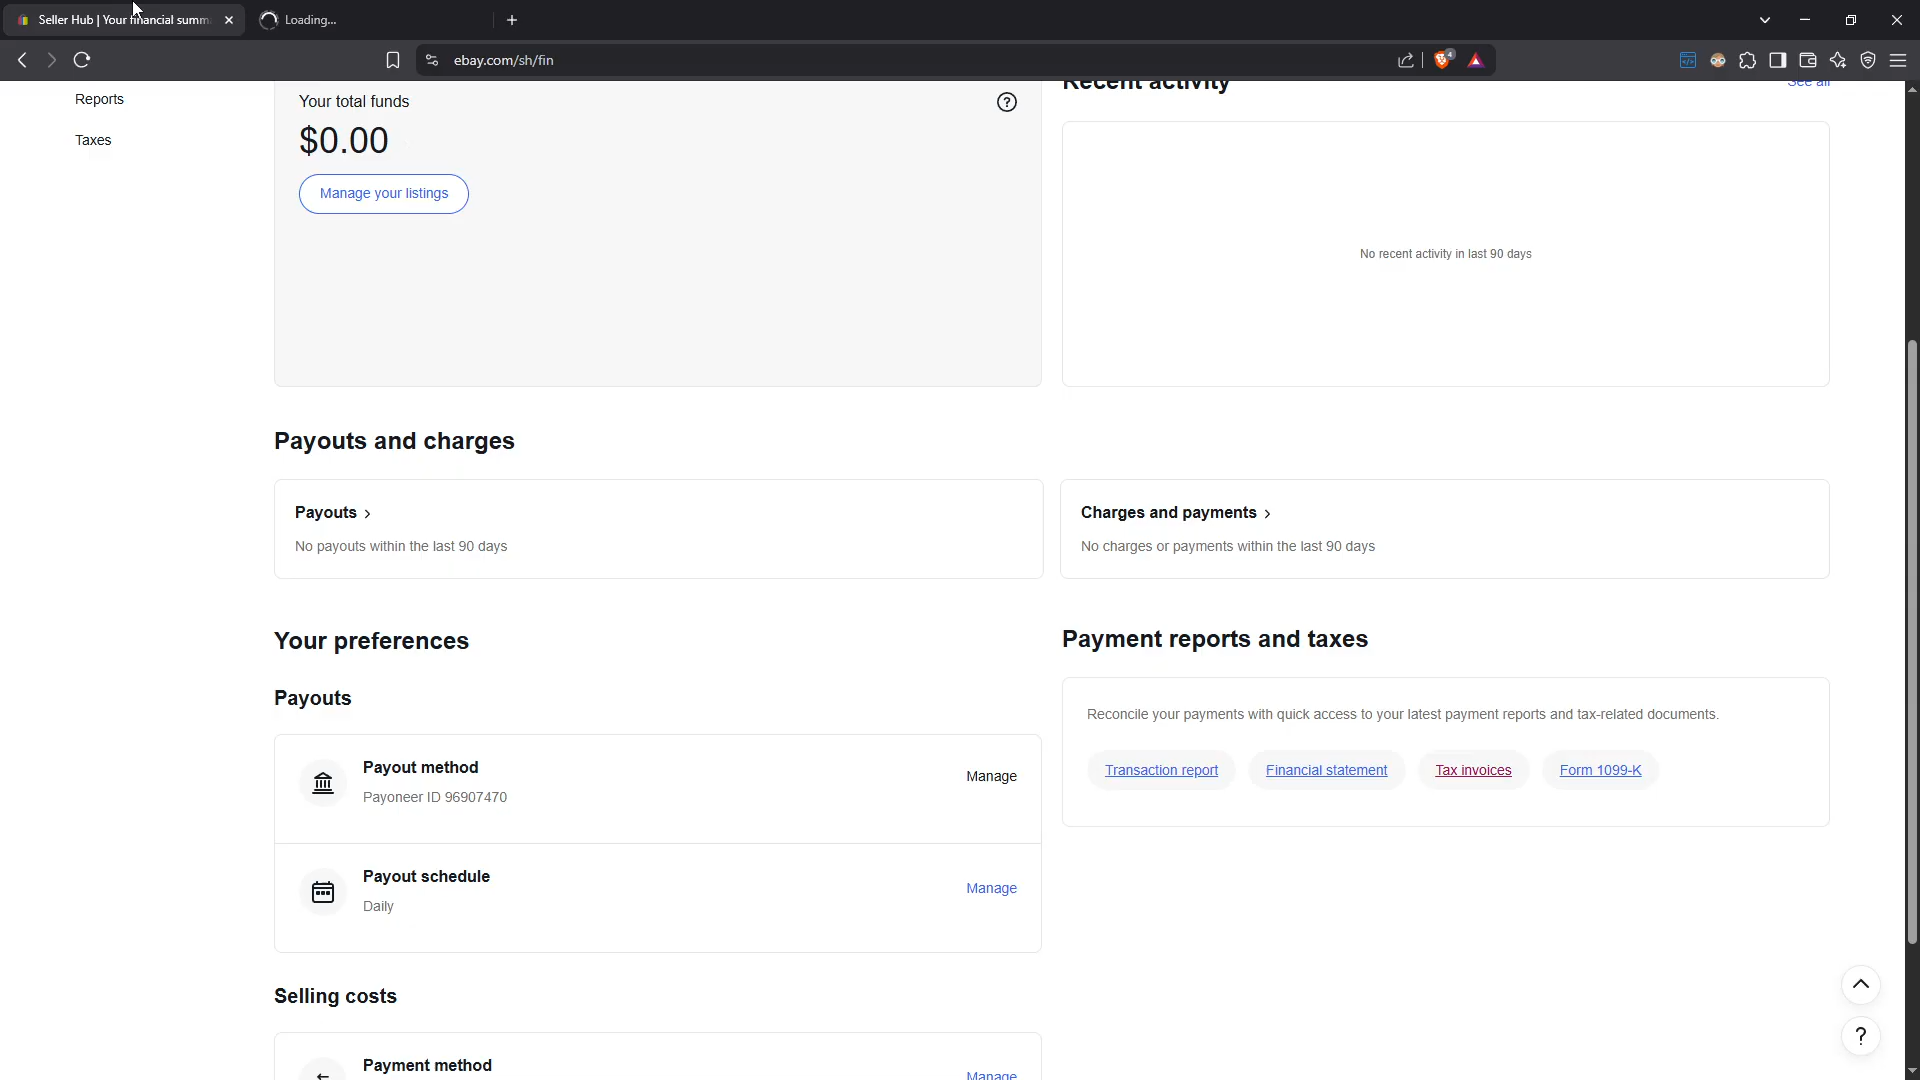 Seller Hub | Your financial summ
Loading...
ebay.com/sh/fin
4
Reports
Taxes
Your total funds
$0.00
Manage your listings
Recent activity
See all
No recent activity in last 90 days
Payouts and charges
Payouts
No payouts within the last 90 days
Charges and payments
No charges or payments within the last 90 days
Your preferences
Payouts
Payout method
Payoneer ID 96907470
Manage
Payout schedule
Daily
Manage
Payment reports and taxes
Reconcile your payments with quick access to your latest payment reports and tax-related documents.
Transaction report
Financial statement
Tax invoices
Form 1099-K
Selling costs
Payment method
Manage